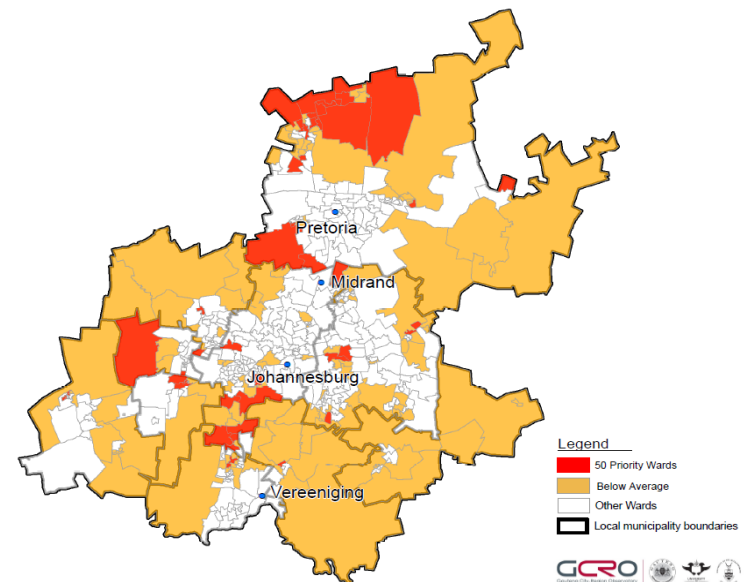 Pretoria
Midrand
Johannesburg
Vereeniging
Legend
50 Priority Wards
Below Average
Other Wards
Local municipality boundaries
GCRO